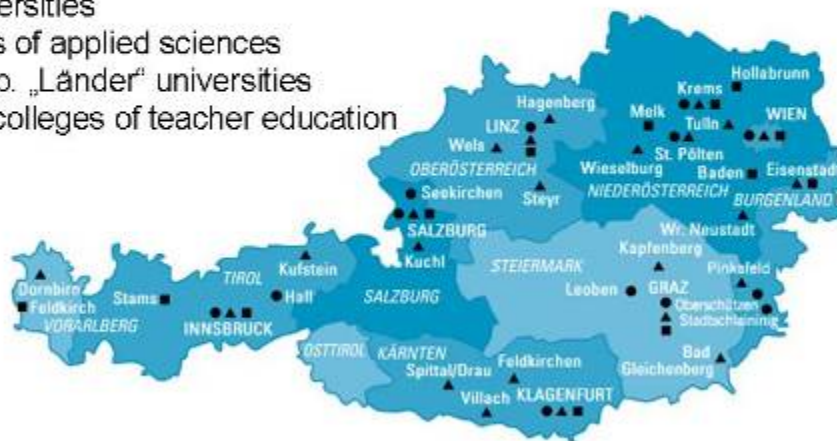 ersities
s of applied sciences
o. „Länder“ universities
colleges of teacher education
Hollabrunn
Krems
Hagenberg
Melk
Tulln
WIEN
LINZ
Wels
St. Pölten
OBERÖSTERREICH
Wieselburg
Baden
Eisenstadt
Seekirchen
Steyr
NIEDERÖSTERREICH
BURGENLAND
SALZBURG
Wr. Neustadt
Kuchl
STEIERMARK
Kapfenberg
Pinkafeld
Kufstein
TIROL
Dornbirn
Stams
Hall
SALZBURG
Leoben
GRAZ
Oberschützen
Feldkirch
Stadtschlaining
VORARLBERG
INNSBRUCK
OSTTIROL
KÄRNTEN
Feldkirchen
Bad
Gleichenberg
Spittal/Drau
Villach
KLAGENFURT